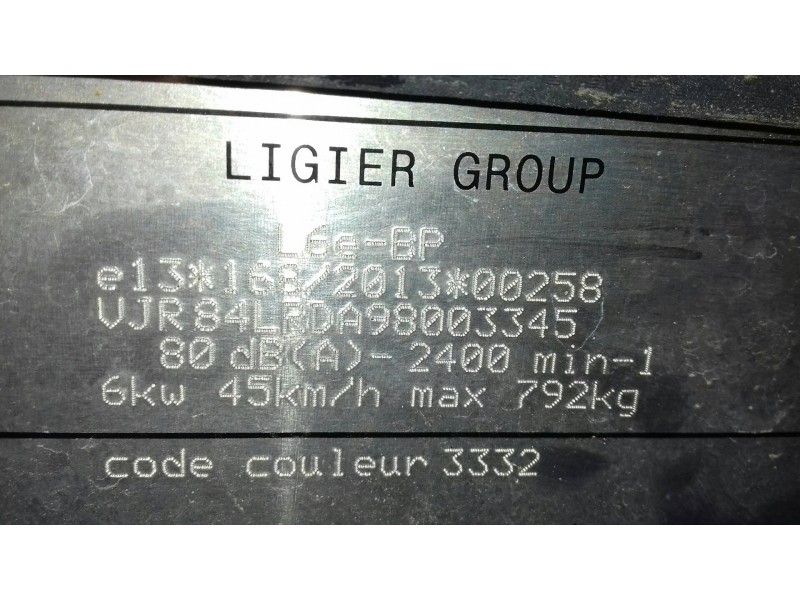 LIGIER GROUP
L6e-BP
e13*168/2013*00258
80 dB(A)- 2400 min-1
6kw 45km/h max 792kg
code couleur 3332